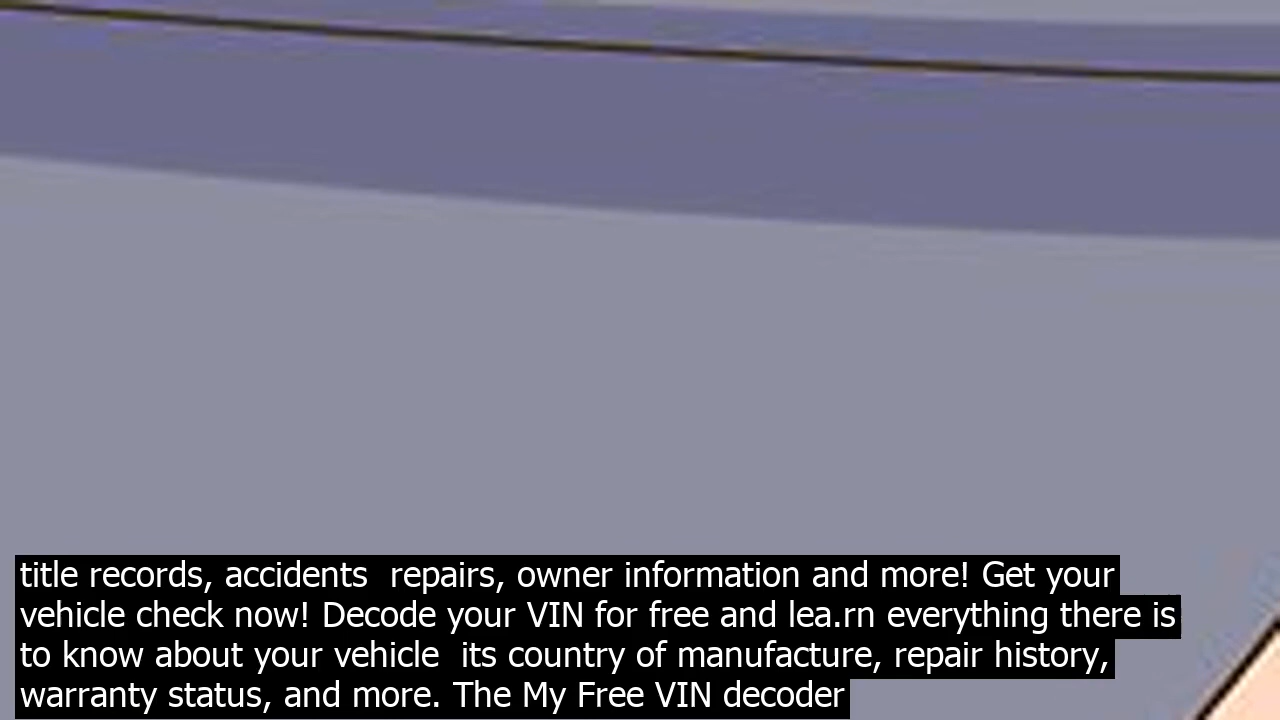 title records, accidents  repairs, owner information and more! Get your
vehicle check now! Decode your VIN for free and lea.rn everything there is
to know about your vehicle  its country of manufacture, repair history,
warranty status, and more. The My Free VIN decoder